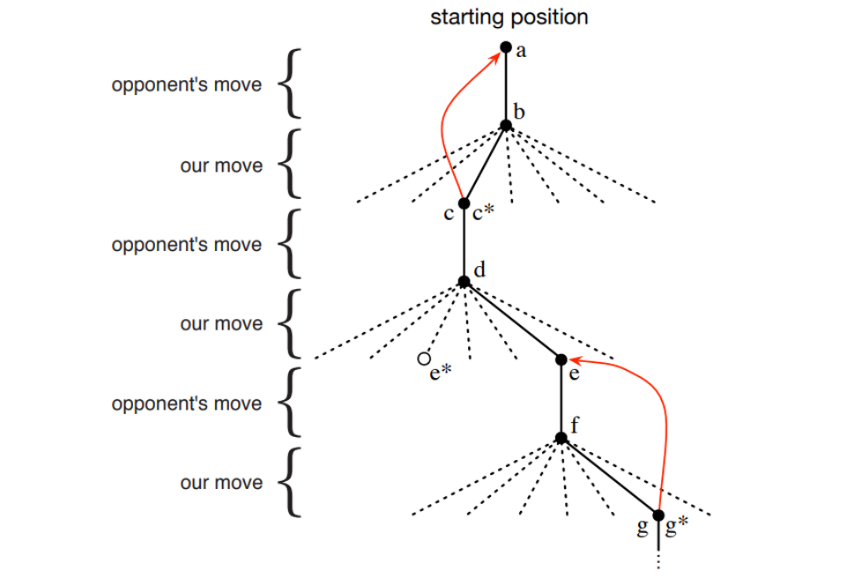 starting position
a
opponent's move
b
our move
c c*
opponent's move
d
our move
e*
e
opponent's move
f
our move
g g*